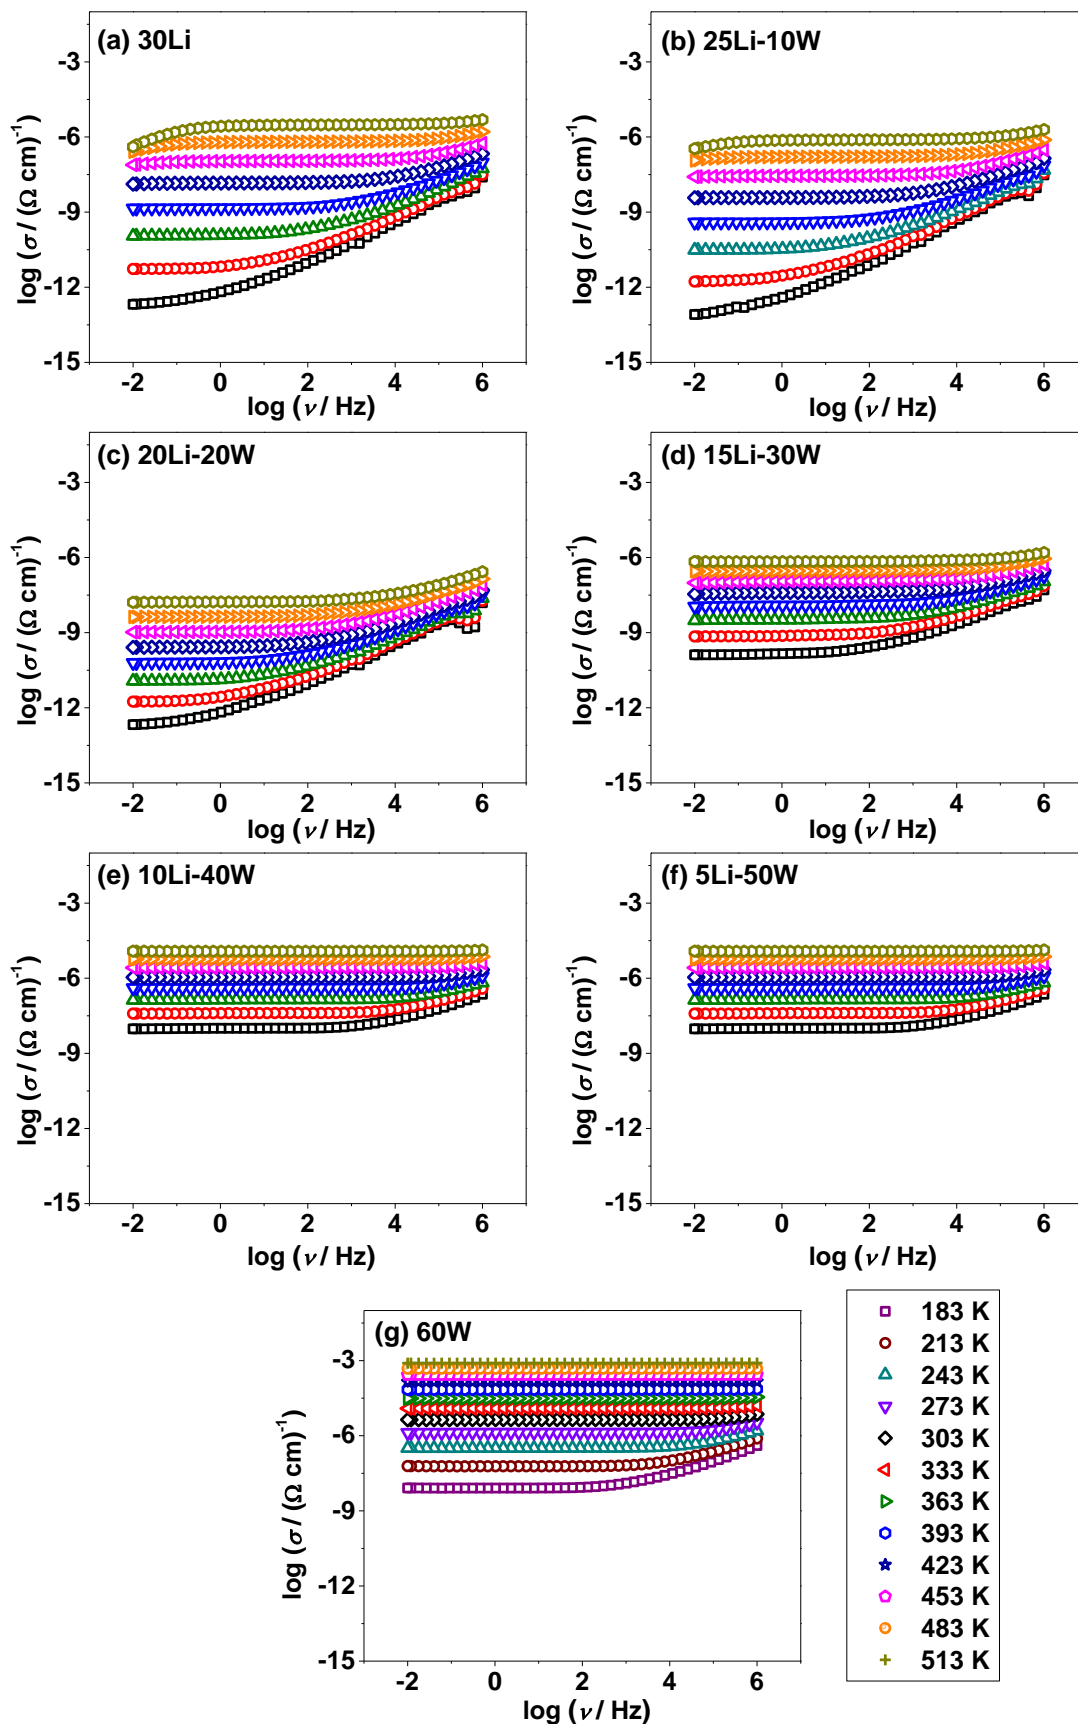 (a) 30Li
-3
-6
-9
-12
-15
-2 0 2 4 6
log (ν / Hz)
log (σ / (Ω cm)⁻¹
(b) 25Li-10W
-3
-6
-9
-12
-15
-2 0 2 4 6
log (ν / Hz)
log (σ / (Ω cm)⁻¹
(c) 20Li-20W
-3
-6
-9
-12
-15
-2 0 2 4 6
log (ν / Hz)
log (σ / (Ω cm)⁻¹
(d) 15Li-30W
-3
-6
-9
-12
-15
-2 0 2 4 6
log (ν / Hz)
log (σ / (Ω cm)⁻¹
(e) 10Li-40W
-3
-6
-9
-12
-15
-2 0 2 4 6
log (ν / Hz)
log (σ / (Ω cm)⁻¹
(f) 5Li-50W
-3
-6
-9
-12
-15
-2 0 2 4 6
log (ν / Hz)
log (σ / (Ω cm)⁻¹
(g) 60W
-3
-6
-9
-12
-15
-2 0 2 4 6
log (ν / Hz)
log (σ / (Ω cm)⁻¹
183 K
213 K
243 K
273 K
303 K
333 K
363 K
393 K
423 K
453 K
483 K
513 K